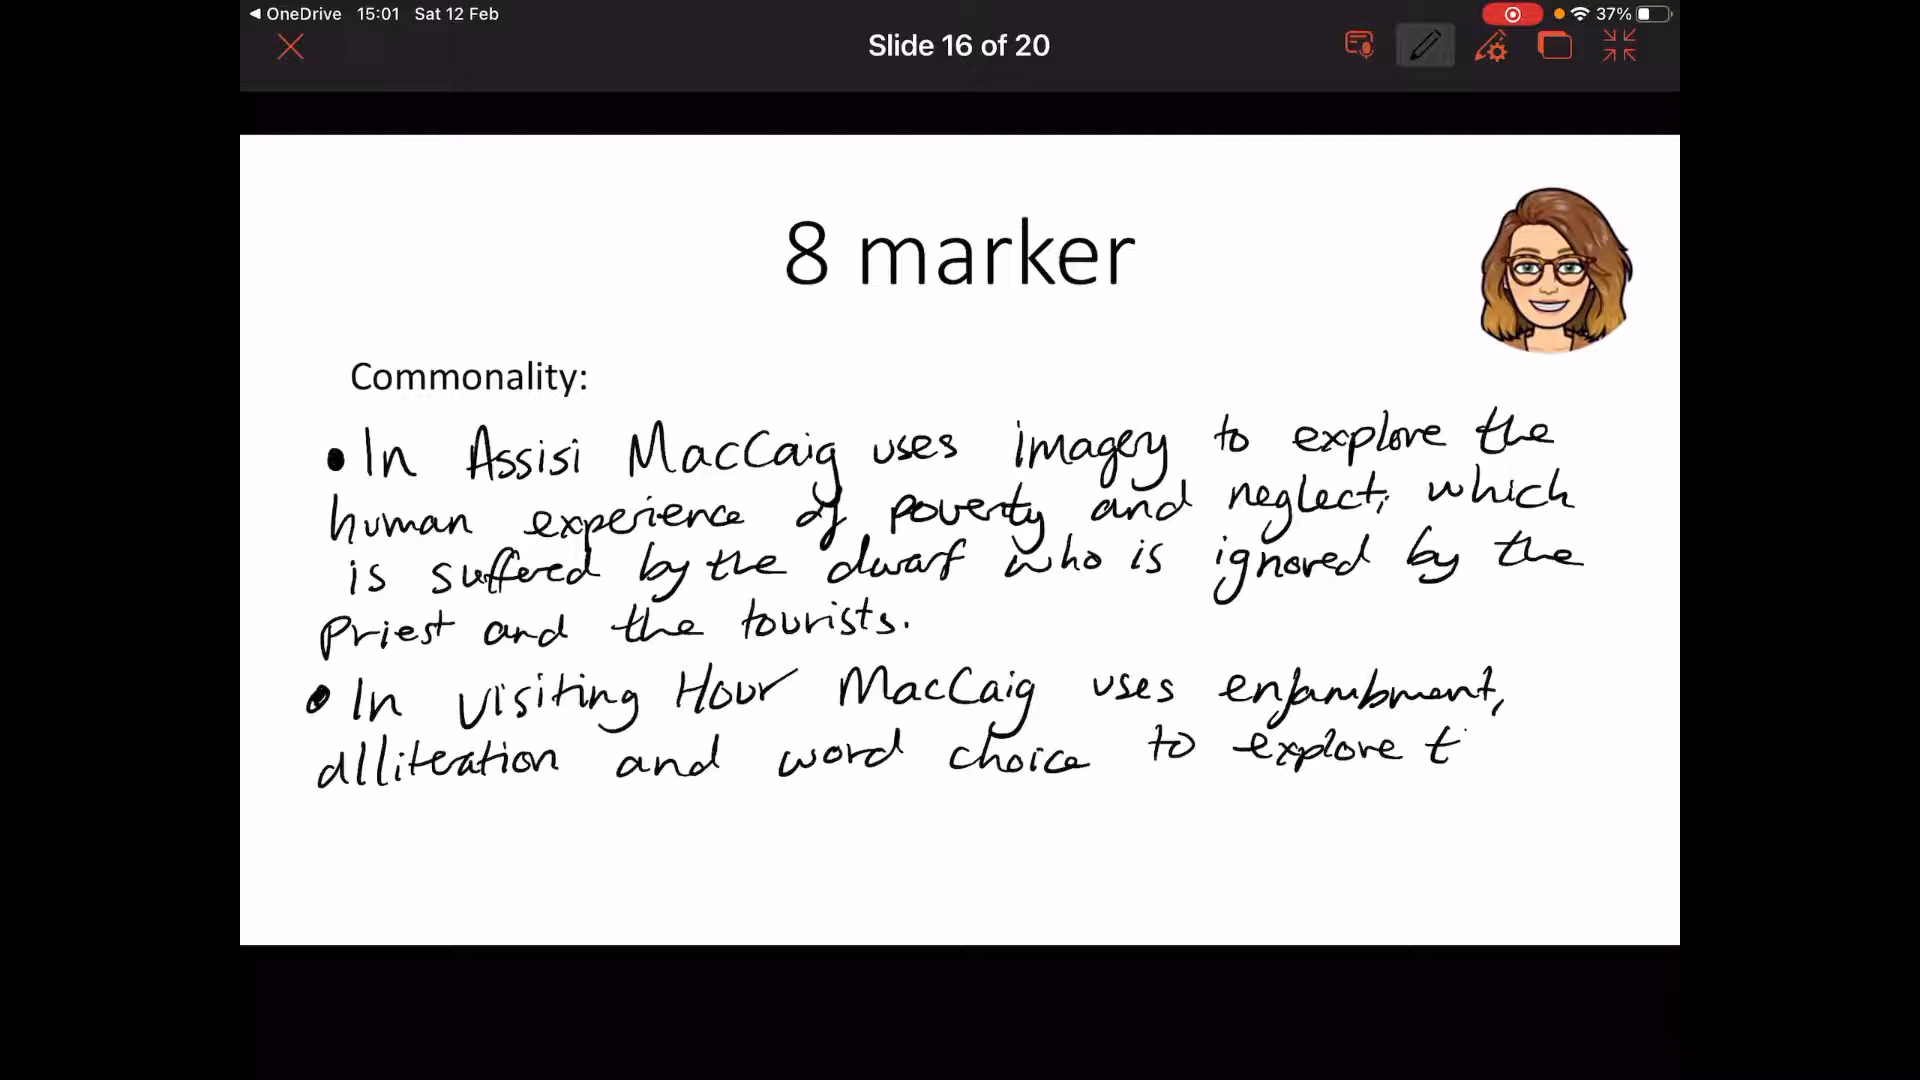 OneDrive 15:01 Sat 12 Feb 37%
Slide 16 of 20
8 marker
Commonality:
• In Assisi MacCaig uses imagery to explore the
human experience of poverty and neglect, which
is suffered by the dwarf who is ignored by the
Priest and the tourists.
• In Visiting Hour MacCaig uses enjambment,
alliteration and word choice to explore t